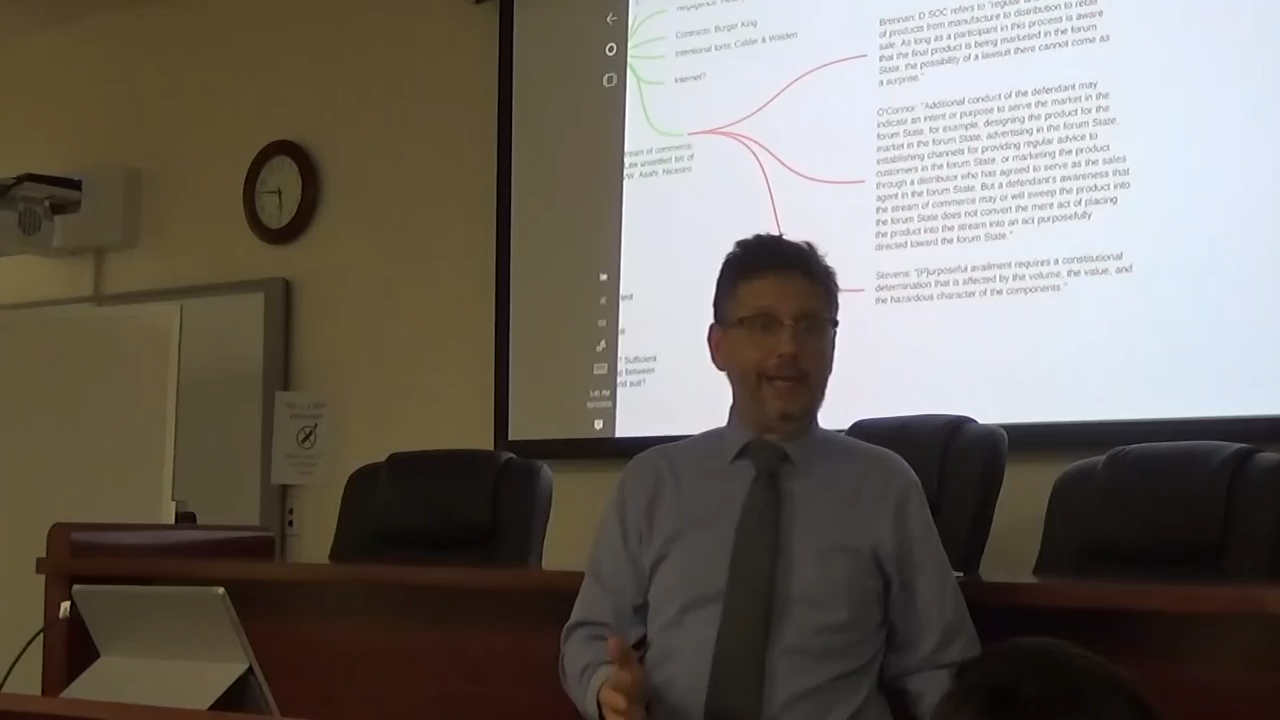 Contracts: Burger King
Intentional torts: Calder & Walden
Internet?
stream of commerce
Law unsettled bit of
VW, Asahi, Nicastro
test
? Sufficient
between
and suit?
Brennan: D SOC refers to "regular and
of products from manufacture to distribution to retail
sale. As long as a participant in this process is aware
that the final product is being marketed in the forum
State, the possibility of a lawsuit there cannot come as
a surprise."
O'Connor: "Additional conduct of the defendant may
indicate an intent or purpose to serve the market in the
forum State, for example, designing the product for the
market in the forum State, advertising in the forum State,
establishing channels for providing regular advice to
customers in the forum State, or marketing the product
through a distributor who has agreed to serve as the sales
agent in the forum State. But a defendant's awareness that
the stream of commerce may or will sweep the product into
the forum State does not convert the mere act of placing
the product into the stream into an act purposefully
directed toward the forum State."
Stevens: "[P]urposeful availment requires a constitutional
determination that is affected by the volume, the value, and
the hazardous character of the components."